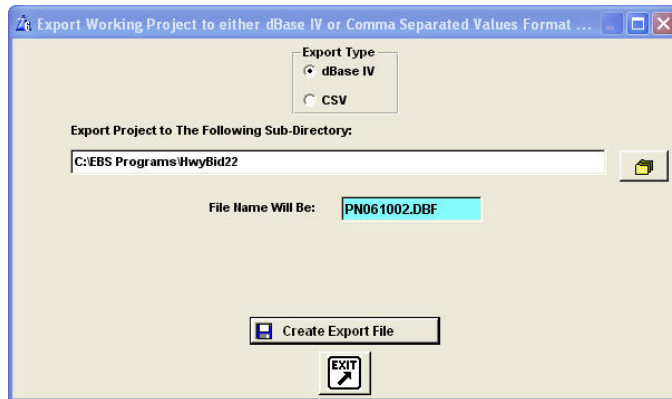 Export Working Project to either dBase IV or Comma Separated Values Format ...
Export Type
dBase IV
CSV
Export Project to The Following Sub-Directory:
C:\EBS Programs\HwyBid22
File Name Will Be:
PN061002.DBF
Create Export File
EXIT